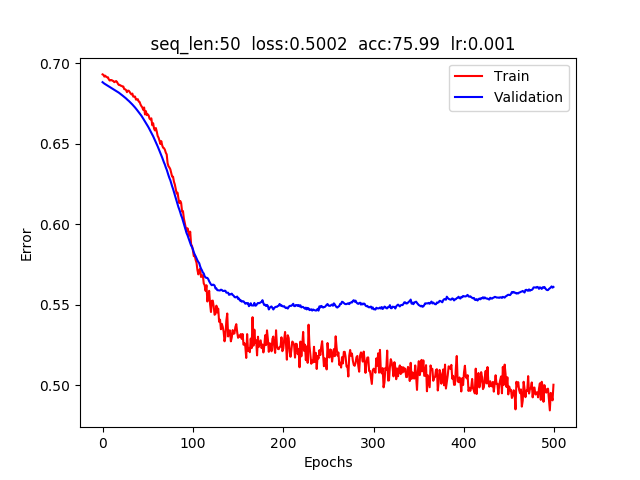 seq_len:50 loss:0.5002 acc:75.99 lr:0.001
Train
Validation
0.70
0.65
0.60
0.55
0.50
Error
0 100 200 300 400 500
Epochs